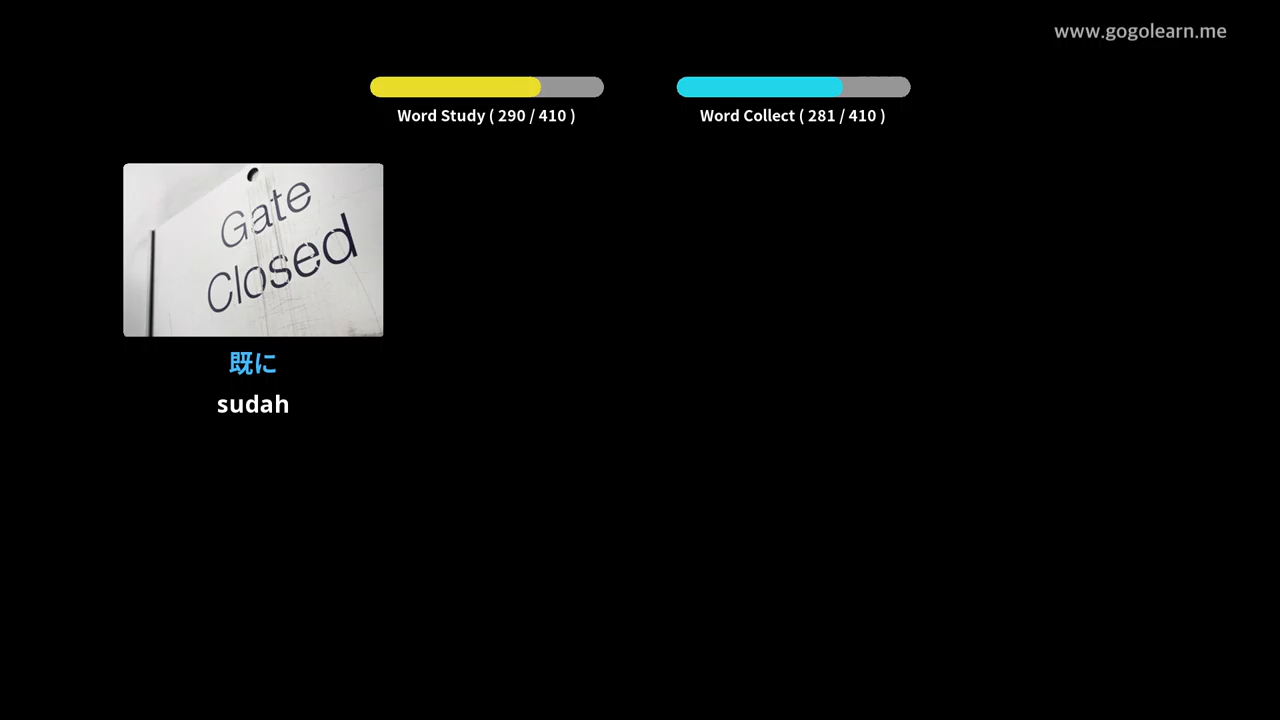 www.gogolearn.me
Word Study ( 290 / 410 )
Word Collect ( 281 / 410 )
Gate
Closed
既に
sudah